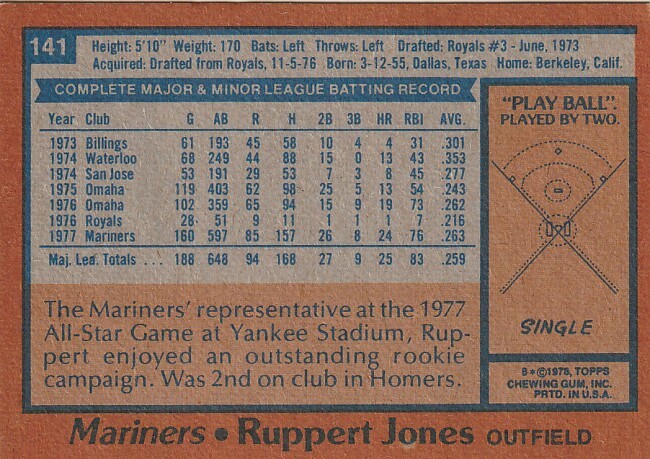 141
Height: 5'10" Weight: 170 Bats: Left Throws: Left Drafted: Royals #3 - June, 1973
Acquired: Drafted from Royals, 11-5-76 Born: 3-12-55, Dallas, Texas Home: Berkeley, Calif.
COMPLETE MAJOR & MINOR LEAGUE BATTING RECORD
Year Club G AB R H 2B 3B HR RBI AVG.
1973 Billings 61 193 45 58 10 4 4 31 .301
1974 Waterloo 68 249 44 88 15 0 13 43 .353
1974 San Jose 53 191 29 53 7 3 8 45 .277
1975 Omaha 119 403 62 98 25 5 13 54 .243
1976 Omaha 102 359 65 94 15 9 19 73 .262
1976 Royals 28 51 9 11 1 1 1 7 .216
1977 Mariners 160 597 85 157 26 8 24 76 .263
Maj. Lea. Totals ... 188 648 94 168 27 9 25 83 .259
The Mariners' representative at the 1977
All-Star Game at Yankee Stadium, Rup-
pert enjoyed an outstanding rookie
campaign. Was 2nd on club in Homers.
"PLAY BALL".
PLAYED BY TWO.
SINGLE
B*©1978, TOPPS
CHEWING GUM, INC.
PRTD. IN U.S.A.
Mariners • Ruppert Jones OUTFIELD